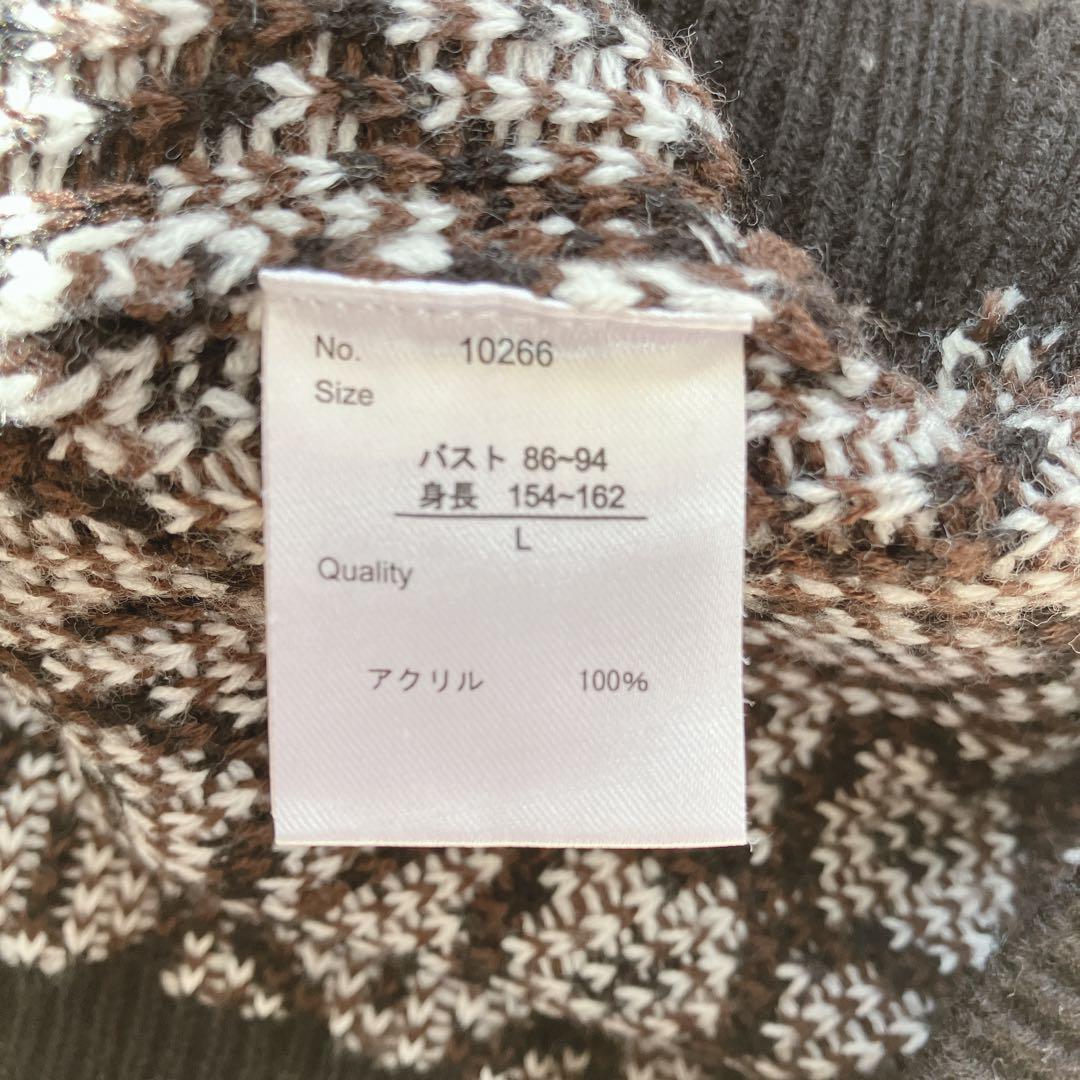 No. 10266
Size
バスト 86~94
身長 154~162
L
Quality
アクリル 100%